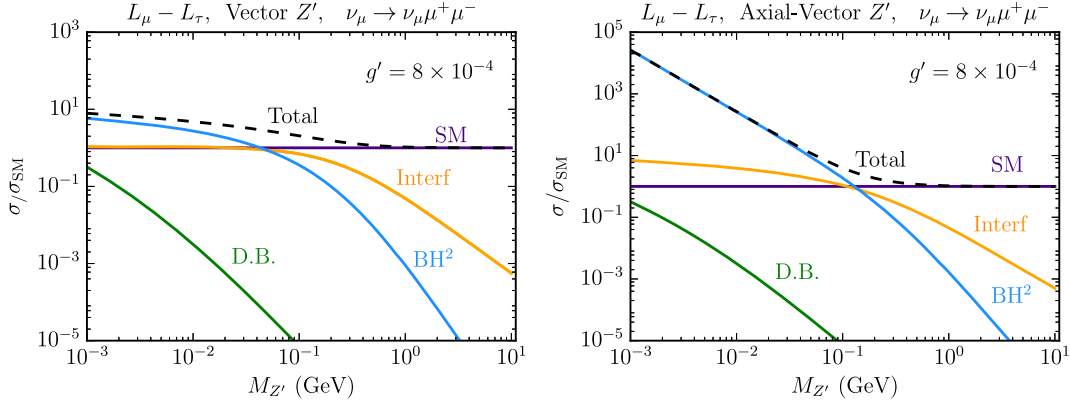 L_μ − L_τ, Vector Z′, ν_μ → ν_μ μ⁺ μ⁻
g′ = 8 × 10⁻⁴
Total
SM
Interf
D.B.
BH²
10³
10¹
10⁻¹
10⁻³
10⁻⁵
σ/σ_SM
10⁻³ 10⁻² 10⁻¹ 10⁰ 10¹
M_Z′ (GeV)
L_μ − L_τ, Axial-Vector Z′, ν_μ → ν_μ μ⁺ μ⁻
g′ = 8 × 10⁻⁴
Total
SM
Interf
D.B.
BH²
10⁵
10³
10¹
10⁻¹
10⁻³
10⁻⁵
σ/σ_SM
10⁻³ 10⁻² 10⁻¹ 10⁰ 10¹
M_Z′ (GeV)